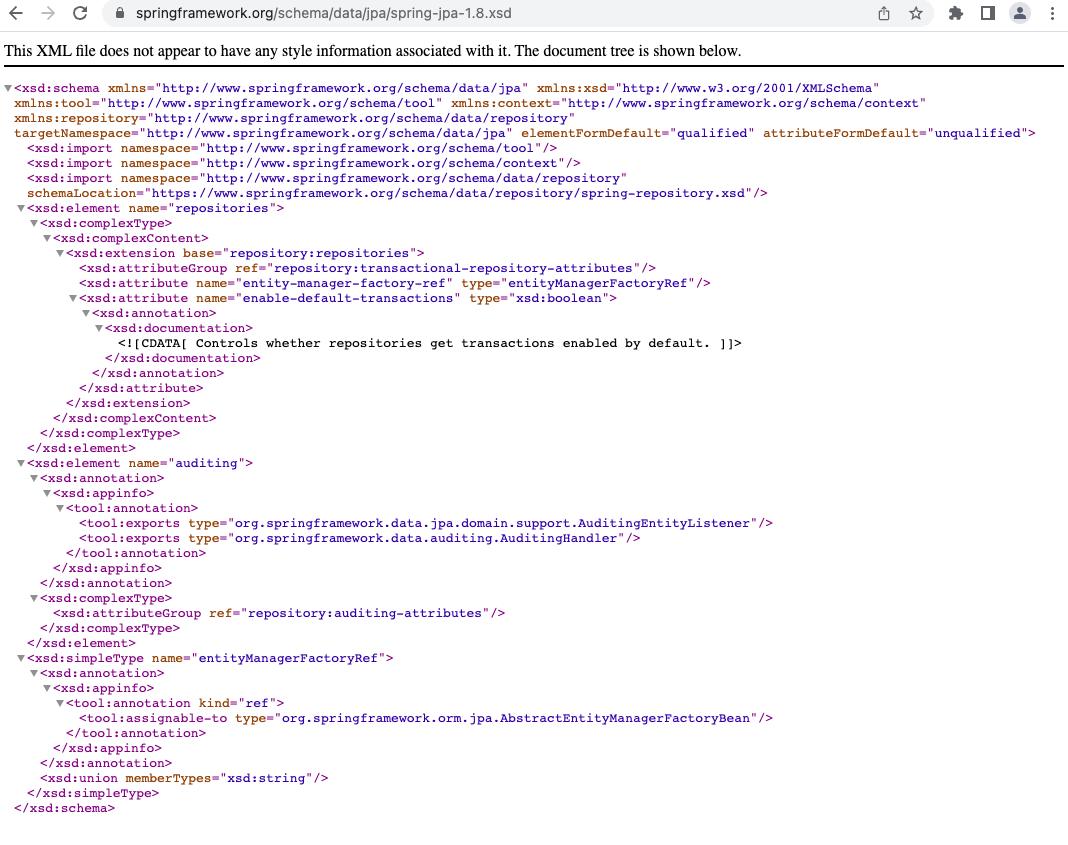 springframework.org/schema/data/jpa/spring-jpa-1.8.xsd
This XML file does not appear to have any style information associated with it. The document tree is shown below.
<xsd:schema xmlns="http://www.springframework.org/schema/data/jpa" xmlns:xsd="http://www.w3.org/2001/XMLSchema"
xmlns:tool="http://www.springframework.org/schema/tool" xmlns:context="http://www.springframework.org/schema/context"
xmlns:repository="http://www.springframework.org/schema/data/repository"
targetNamespace="http://www.springframework.org/schema/data/jpa" elementFormDefault="qualified" attributeFormDefault="unqualified">
<xsd:import namespace="http://www.springframework.org/schema/tool"/>
<xsd:import namespace="http://www.springframework.org/schema/context"/>
<xsd:import namespace="http://www.springframework.org/schema/data/repository"
schemaLocation="https://www.springframework.org/schema/data/repository/spring-repository.xsd"/>
<xsd:element name="repositories">
<xsd:complexType>
<xsd:complexContent>
<xsd:extension base="repository:repositories">
<xsd:attributeGroup ref="repository:transactional-repository-attributes"/>
<xsd:attribute name="entity-manager-factory-ref" type="entityManagerFactoryRef"/>
<xsd:attribute name="enable-default-transactions" type="xsd:boolean">
<xsd:annotation>
<xsd:documentation>
<![CDATA[ Controls whether repositories get transactions enabled by default. ]]>
</xsd:documentation>
</xsd:annotation>
</xsd:attribute>
</xsd:extension>
</xsd:complexContent>
</xsd:complexType>
</xsd:element>
<xsd:element name="auditing">
<xsd:annotation>
<xsd:appinfo>
<tool:annotation>
<tool:exports type="org.springframework.data.jpa.domain.support.AuditingEntityListener"/>
<tool:exports type="org.springframework.data.auditing.AuditingHandler"/>
</tool:annotation>
</xsd:appinfo>
</xsd:annotation>
<xsd:complexType>
<xsd:attributeGroup ref="repository:auditing-attributes"/>
</xsd:complexType>
</xsd:element>
<xsd:simpleType name="entityManagerFactoryRef">
<xsd:annotation>
<xsd:appinfo>
<tool:annotation kind="ref">
<tool:assignable-to type="org.springframework.orm.jpa.AbstractEntityManagerFactoryBean"/>
</tool:annotation>
</xsd:appinfo>
</xsd:annotation>
<xsd:union memberTypes="xsd:string"/>
</xsd:simpleType>
</xsd:schema>